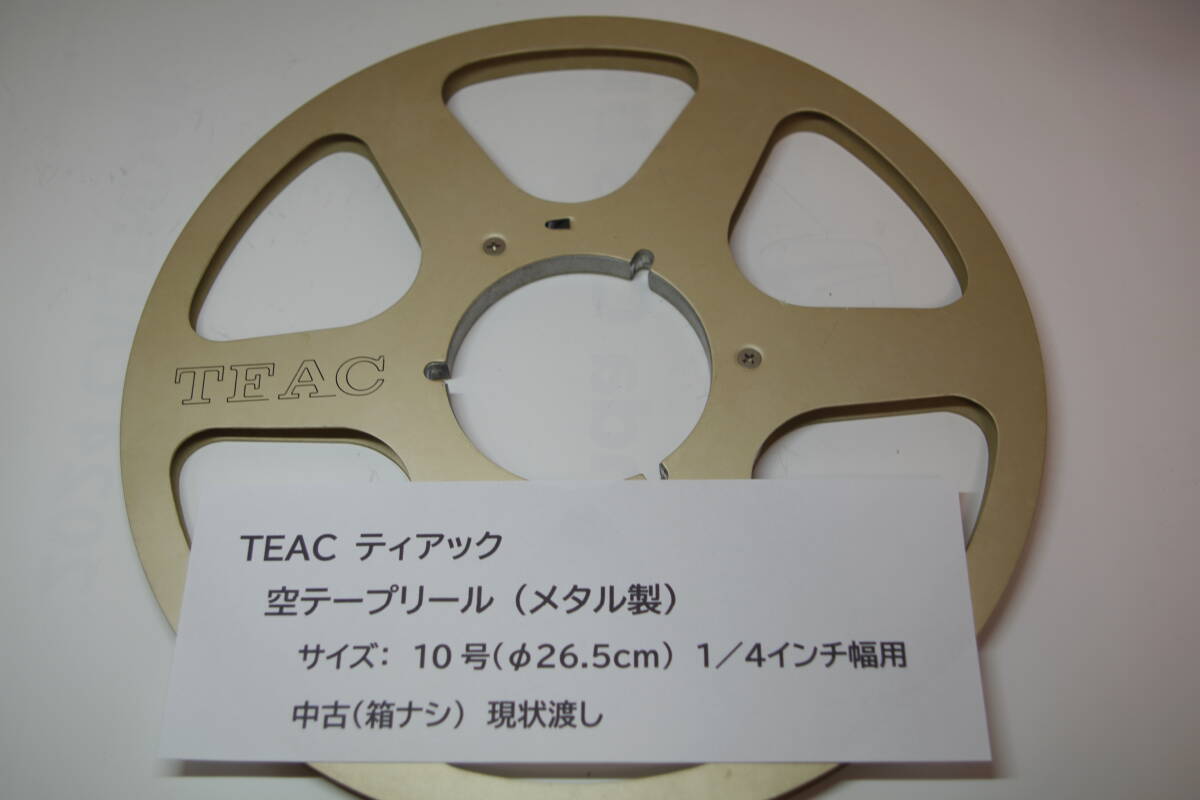 TEAC
TEAC ティアック
空テープリール（メタル製）
サイズ： 10号（φ26.5cm） 1／4インチ幅用
中古（箱ナシ） 現状渡し